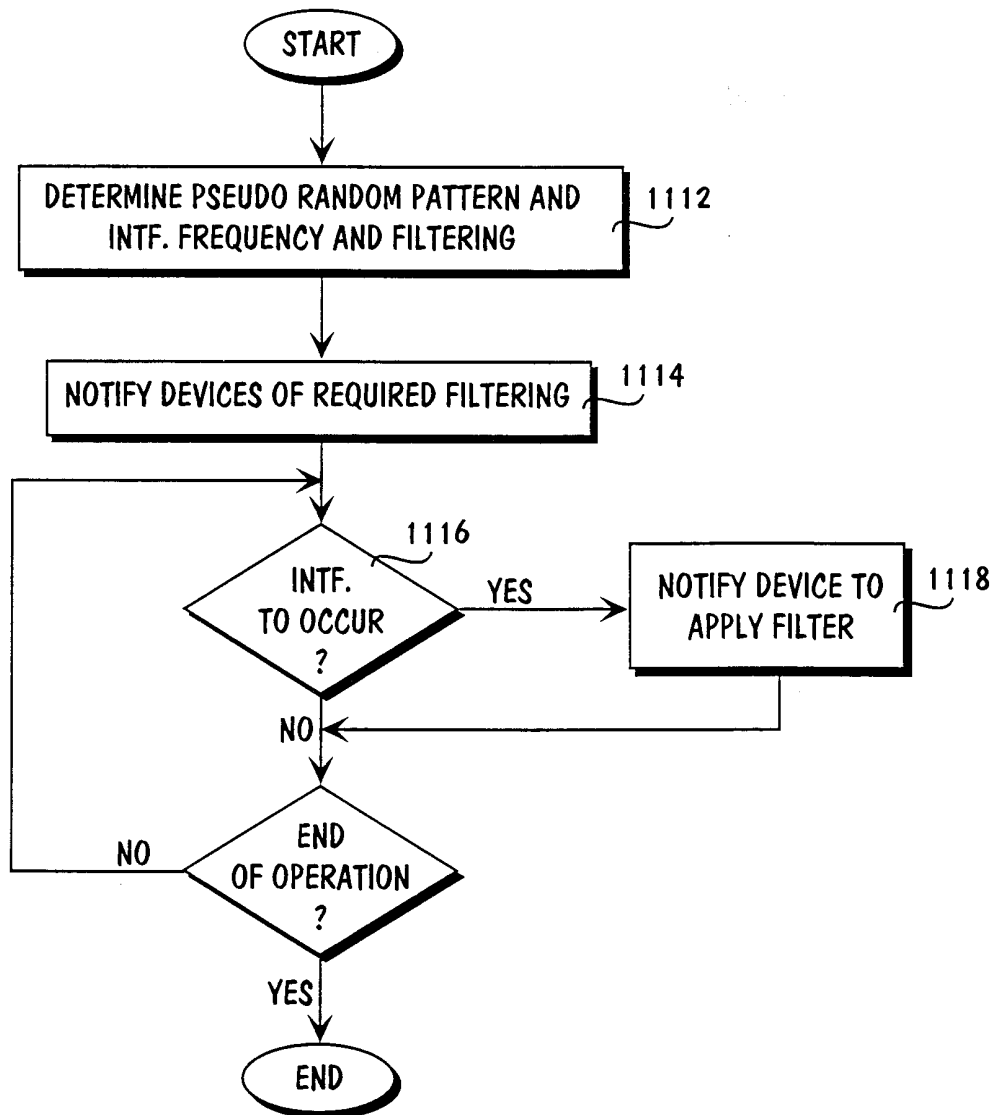 START
DETERMINE PSEUDO RANDOM PATTERN AND
INTF. FREQUENCY AND FILTERING
1112
NOTIFY DEVICES OF REQUIRED FILTERING
1114
1116
INTF.
TO OCCUR
?
YES
NOTIFY DEVICE TO
APPLY FILTER
1118
NO
END
OF OPERATION
?
NO
YES
END